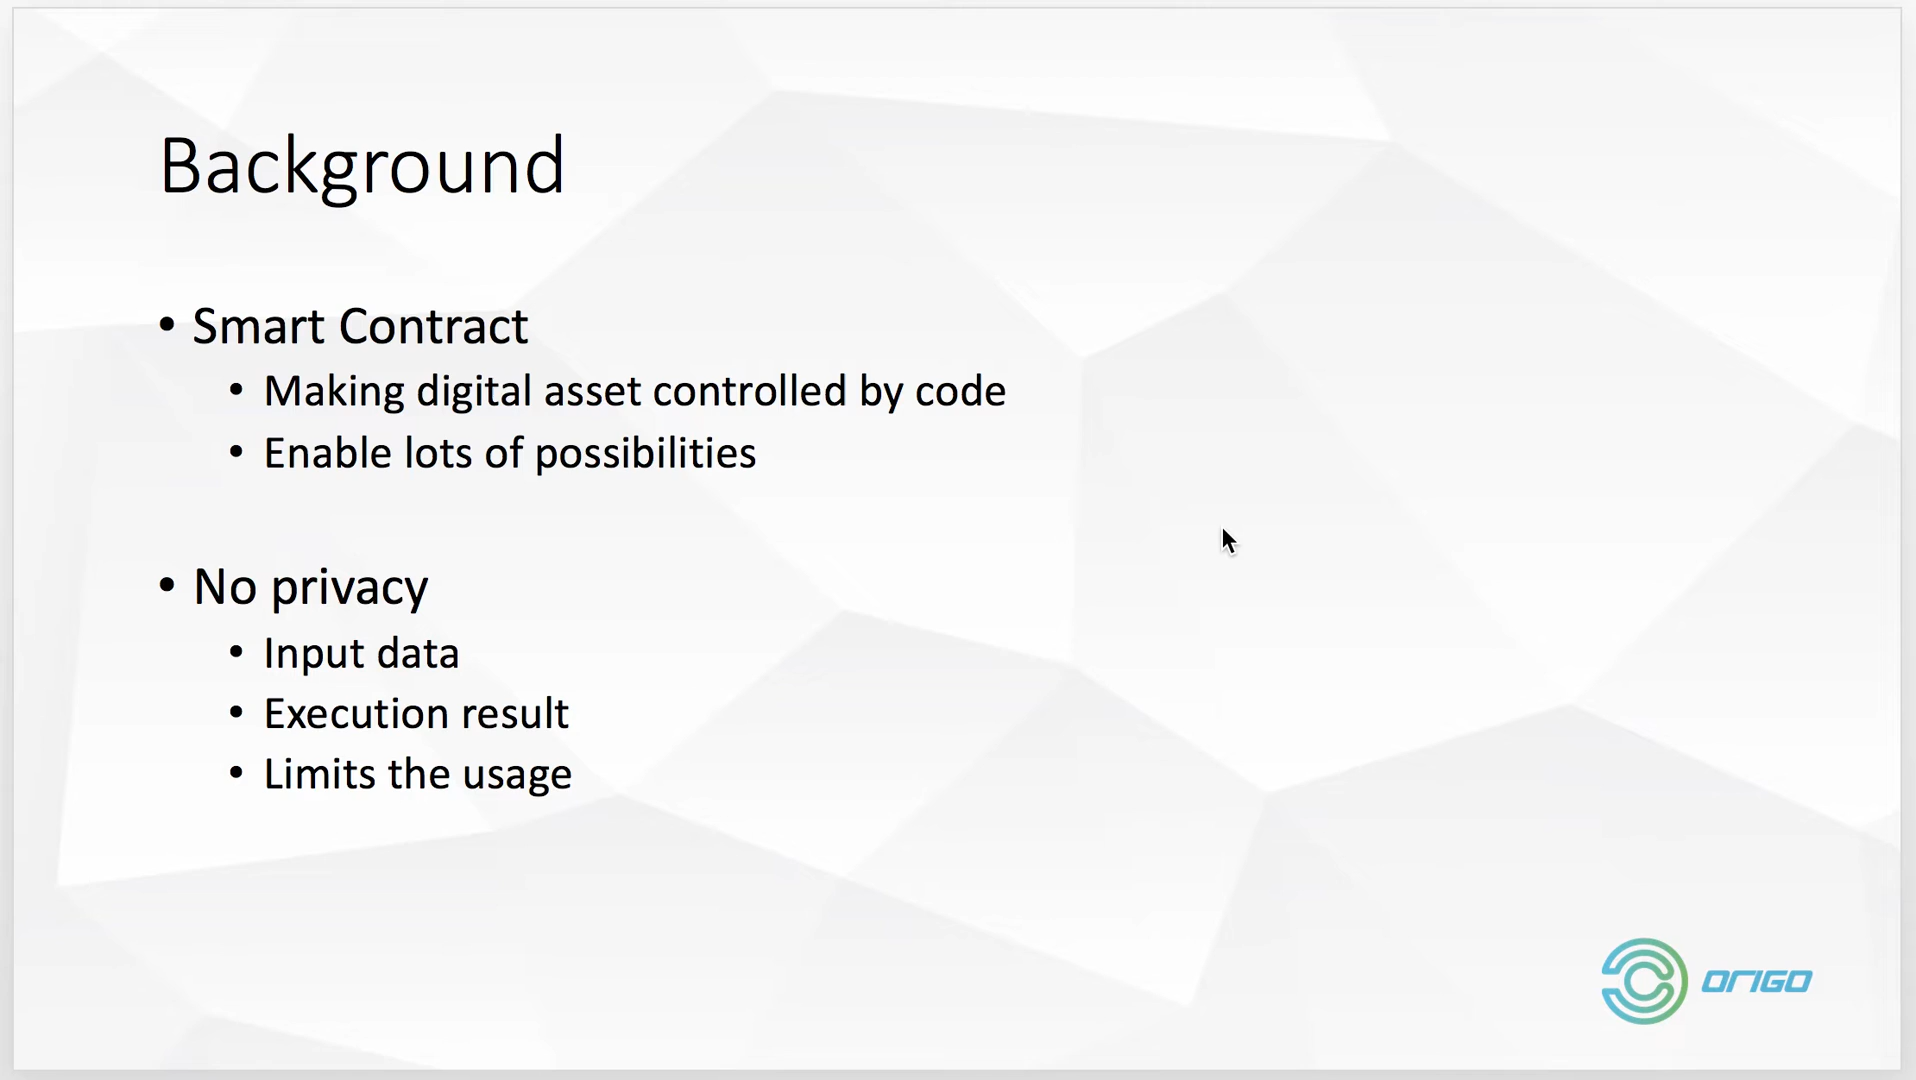 Background
• Smart Contract
• Making digital asset controlled by code
• Enable lots of possibilities
• No privacy
• Input data
• Execution result
• Limits the usage
ORIGO